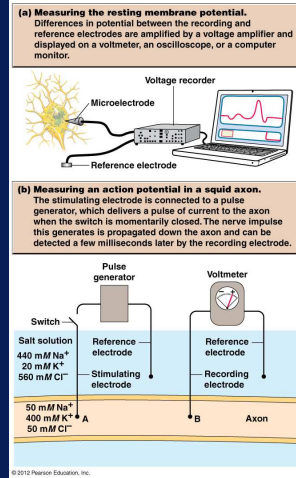 (a) Measuring the resting membrane potential.
Differences in potential between the recording and
reference electrodes are amplified by a voltage amplifier and
displayed on a voltmeter, an oscilloscope, or a computer
monitor.
Voltage recorder
Microelectrode
Reference electrode
(b) Measuring an action potential in a squid axon.
The stimulating electrode is connected to a pulse
generator, which delivers a pulse of current to the axon
when the switch is momentarily closed. The nerve impulse
this generates is propagated down the axon and can be
detected a few milliseconds later by the recording electrode.
Pulse
generator
Voltmeter
Switch
Salt solution
440 mM Na⁺
20 mM K⁺
560 mM Cl⁻
Reference
electrode
Stimulating
electrode
Reference
electrode
Recording
electrode
50 mM Na⁺
400 mM K⁺
50 mM Cl⁻
A
B
Axon
© 2012 Pearson Education, Inc.